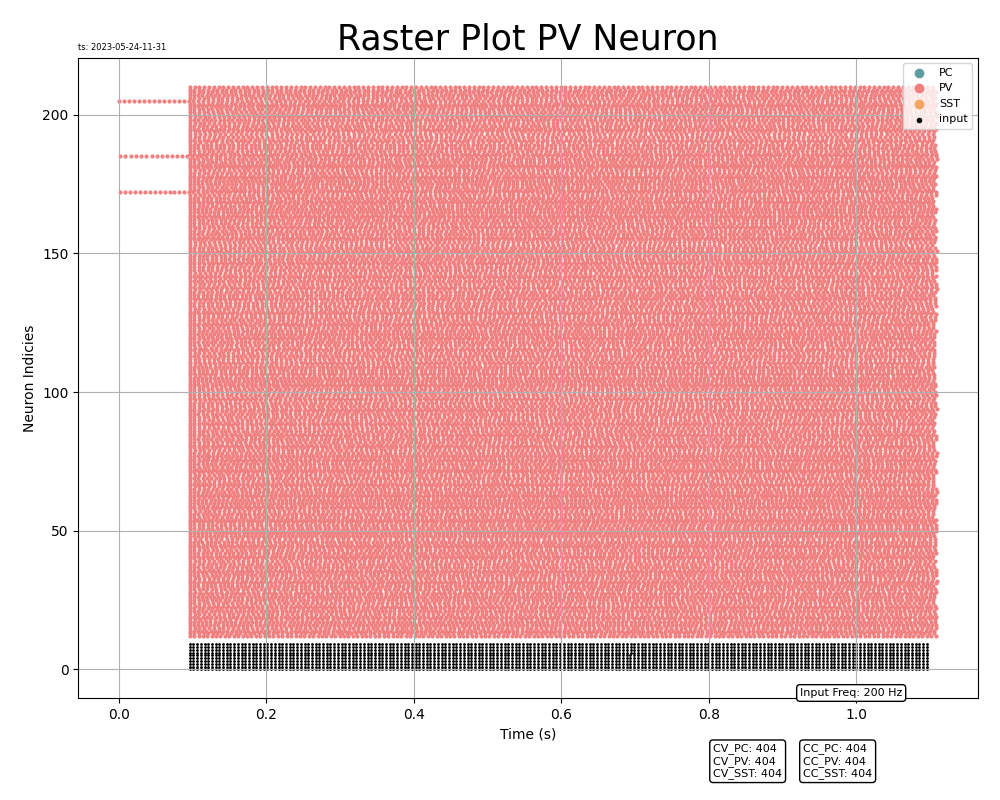 Raster Plot PV Neuron
ts: 2023-05-24-11-31
PC
PV
SST
input
200
150
100
50
0
Neuron Indicies
0.0 0.2 0.4 0.6 0.8 1.0
Time (s)
Input Freq: 200 Hz
CV_PC: 404
CV_PV: 404
CV_SST: 404
CC_PC: 404
CC_PV: 404
CC_SST: 404